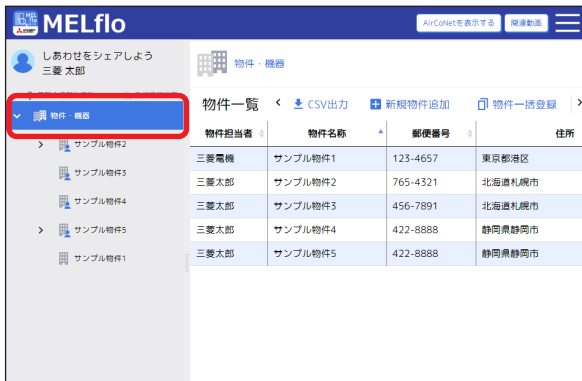 MELflo
AirCoNetを表示する
関連動画
しあわせをシェアしよう
三菱 太郎
物件・機器
物件・機器
サンプル物件2
サンプル物件3
サンプル物件4
サンプル物件5
サンプル物件1
物件一覧
CSV出力
新規物件追加
物件一括登録
物件担当者 物件名称 郵便番号 住所
三菱電機 サンプル物件1 123-4657 東京都港区
三菱太郎 サンプル物件2 765-4321 北海道札幌市
三菱太郎 サンプル物件3 456-7891 北海道札幌市
三菱太郎 サンプル物件4 422-8888 静岡県静岡市
三菱太郎 サンプル物件5 422-8888 静岡県静岡市